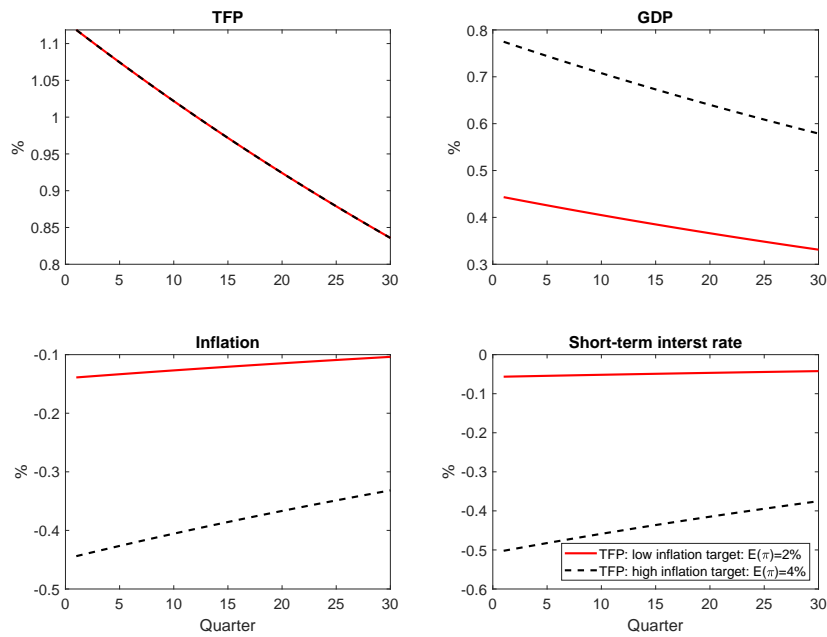 TFP
1.1
1.05
1
0.95
0.9
0.85
0.8
%
0 5 10 15 20 25 30
GDP
0.8
0.7
0.6
0.5
0.4
0.3
%
0 5 10 15 20 25 30
Inflation
-0.1
-0.2
-0.3
-0.4
-0.5
%
0 5 10 15 20 25 30
Quarter
Short-term interst rate
0
-0.1
-0.2
-0.3
-0.4
-0.5
-0.6
%
TFP: low inflation target: E(π)=2%
TFP: high inflation target: E(π)=4%
0 5 10 15 20 25 30
Quarter